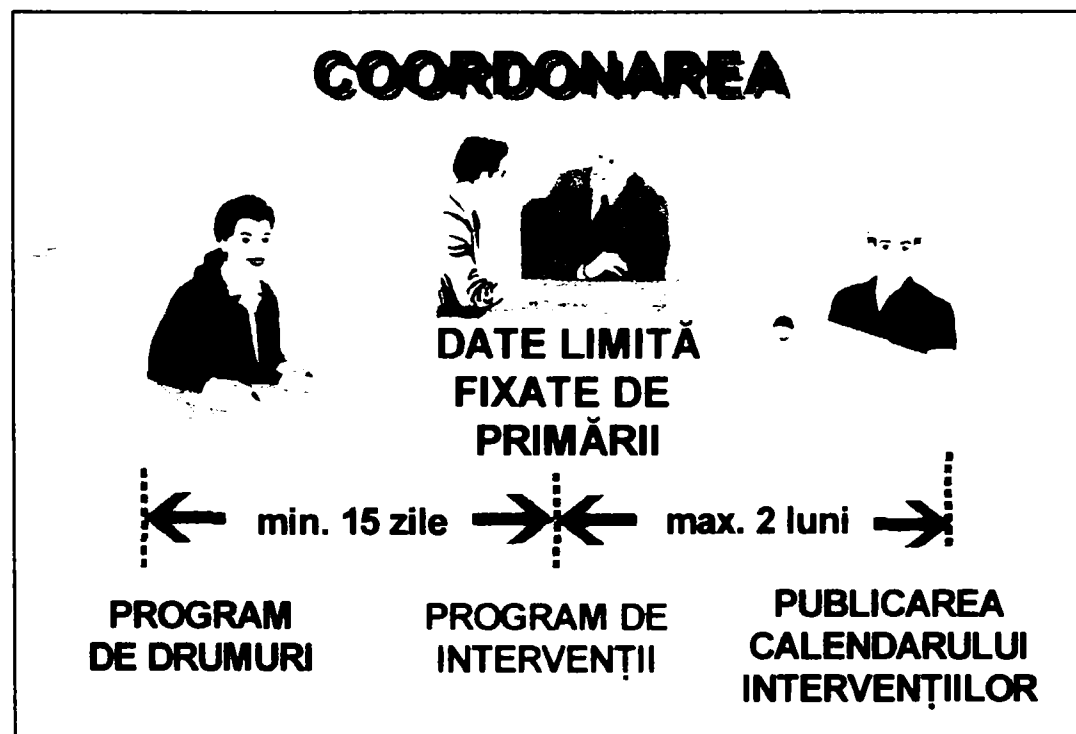 COORDONAREA
DATE LIMITĂ
FIXATE DE
PRIMĂRII
min. 15 zile
max. 2 luni
PROGRAM
DE DRUMURI
PROGRAM DE
INTERVENȚII
PUBLICAREA
CALENDARULUI
INTERVENȚIILOR